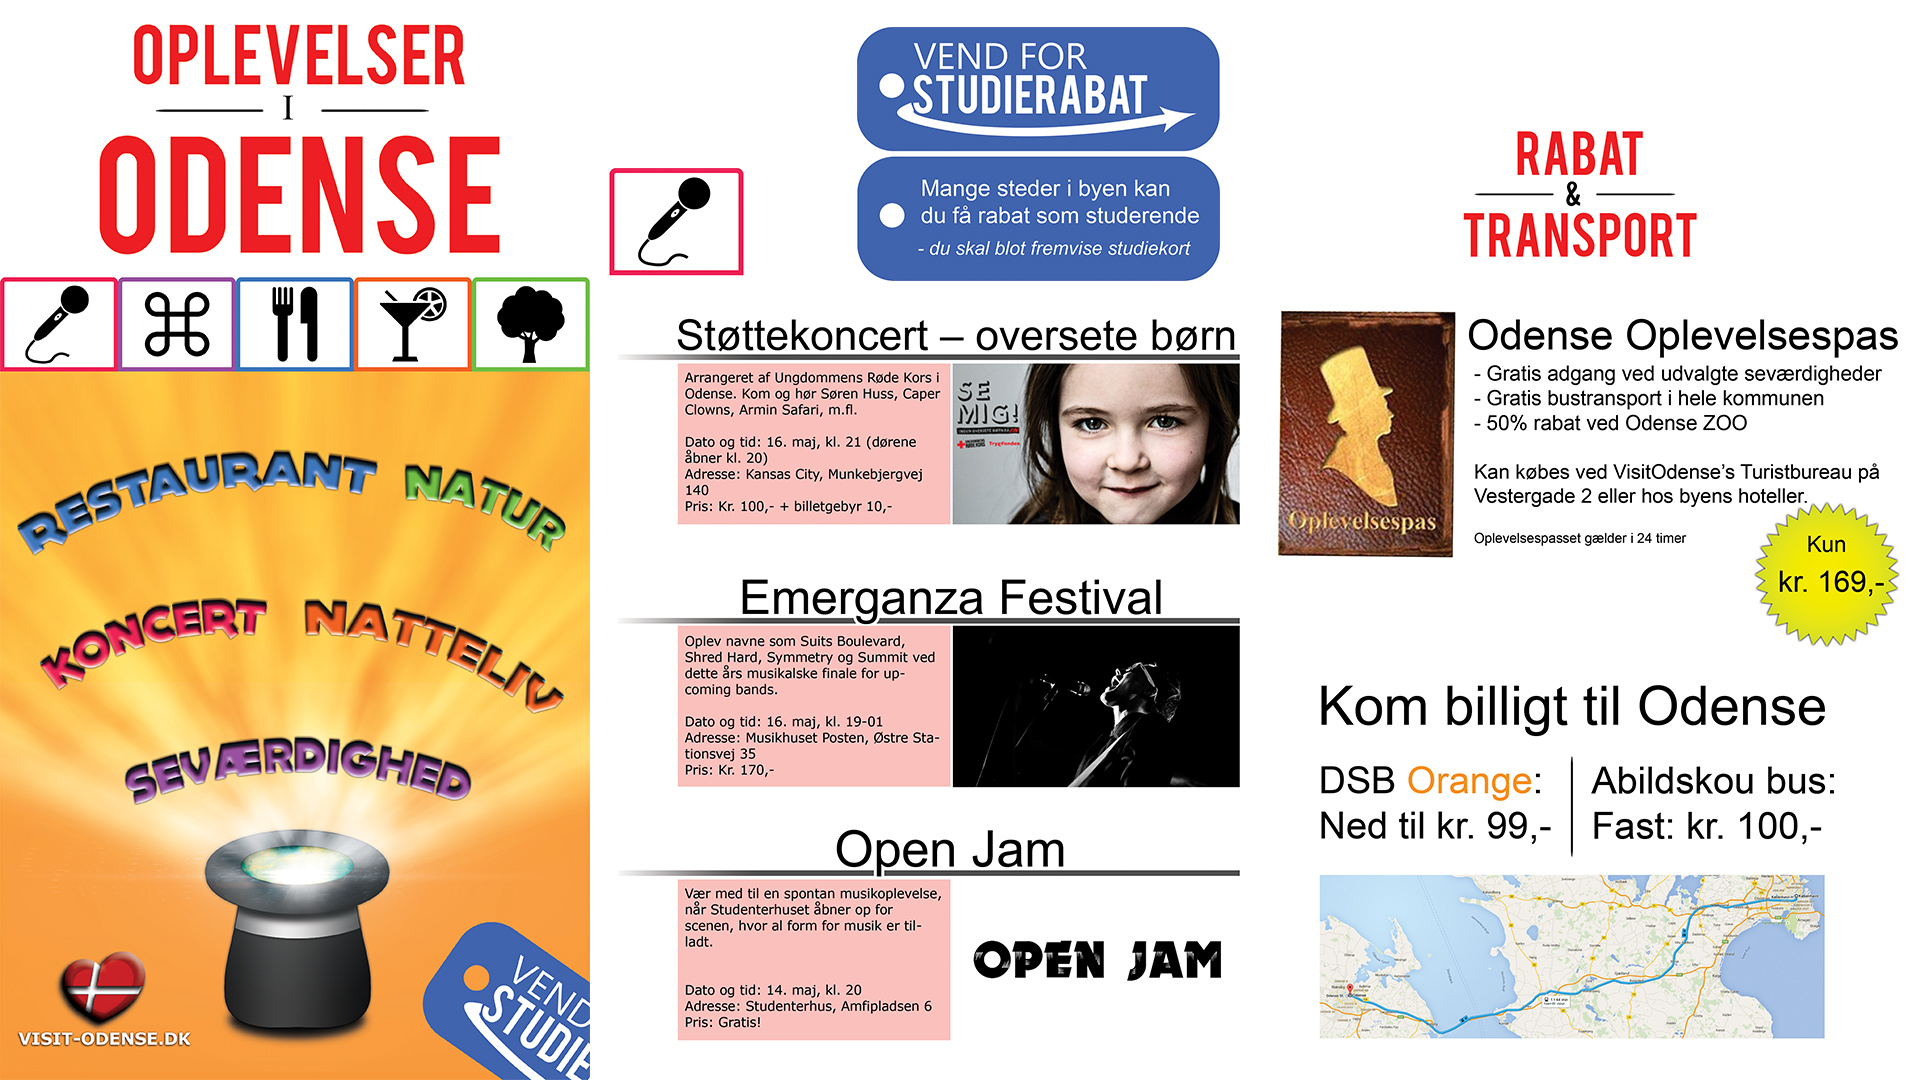 OPLEVELSER
I
ODENSE
RESTAURANT NATUR
KONCERT NATTELIV
SEVÆRDIGHED
VISIT-ODENSE.DK
VEND
STUDIE
VEND FOR
STUDIERABAT
Mange steder i byen kan
du få rabat som studerende
- du skal blot fremvise studiekort
Støttekoncert – oversete børn
Arrangeret af Ungdommens Røde Kors i
Odense. Kom og hør Søren Huss, Caper
Clowns, Armin Safari, m.fl.
Dato og tid: 16. maj, kl. 21 (dørene
åbner kl. 20)
Adresse: Kansas City, Munkebjergvej
140
Pris: Kr. 100,- + billetgebyr 10,-
SE
MIG!
Trygfonden
Emerganza Festival
Oplev navne som Suits Boulevard,
Shred Hard, Symmetry og Summit ved
dette års musikalske finale for up-
coming bands.
Dato og tid: 16. maj, kl. 19-01
Adresse: Musikhuset Posten, Østre Sta-
tionsvej 35
Pris: Kr. 170,-
Open Jam
Vær med til en spontan musikoplevelse,
når Studenterhuset åbner op for
scenen, hvor al form for musik er til-
ladt.
Dato og tid: 14. maj, kl. 20
Adresse: Studenterhus, Amfipladsen 6
Pris: Gratis!
OPEN JAM
RABAT
&
TRANSPORT
Oplevelsespas
Odense Oplevelsespas
- Gratis adgang ved udvalgte seværdigheder
- Gratis bustransport i hele kommunen
- 50% rabat ved Odense ZOO
Kan købes ved VisitOdense’s Turistbureau på
Vestergade 2 eller hos byens hoteller.
Oplevelsespasset gælder i 24 timer
Kun
kr. 169,-
Kom billigt til Odense
DSB Orange:
Ned til kr. 99,-
Abildskou bus:
Fast: kr. 100,-